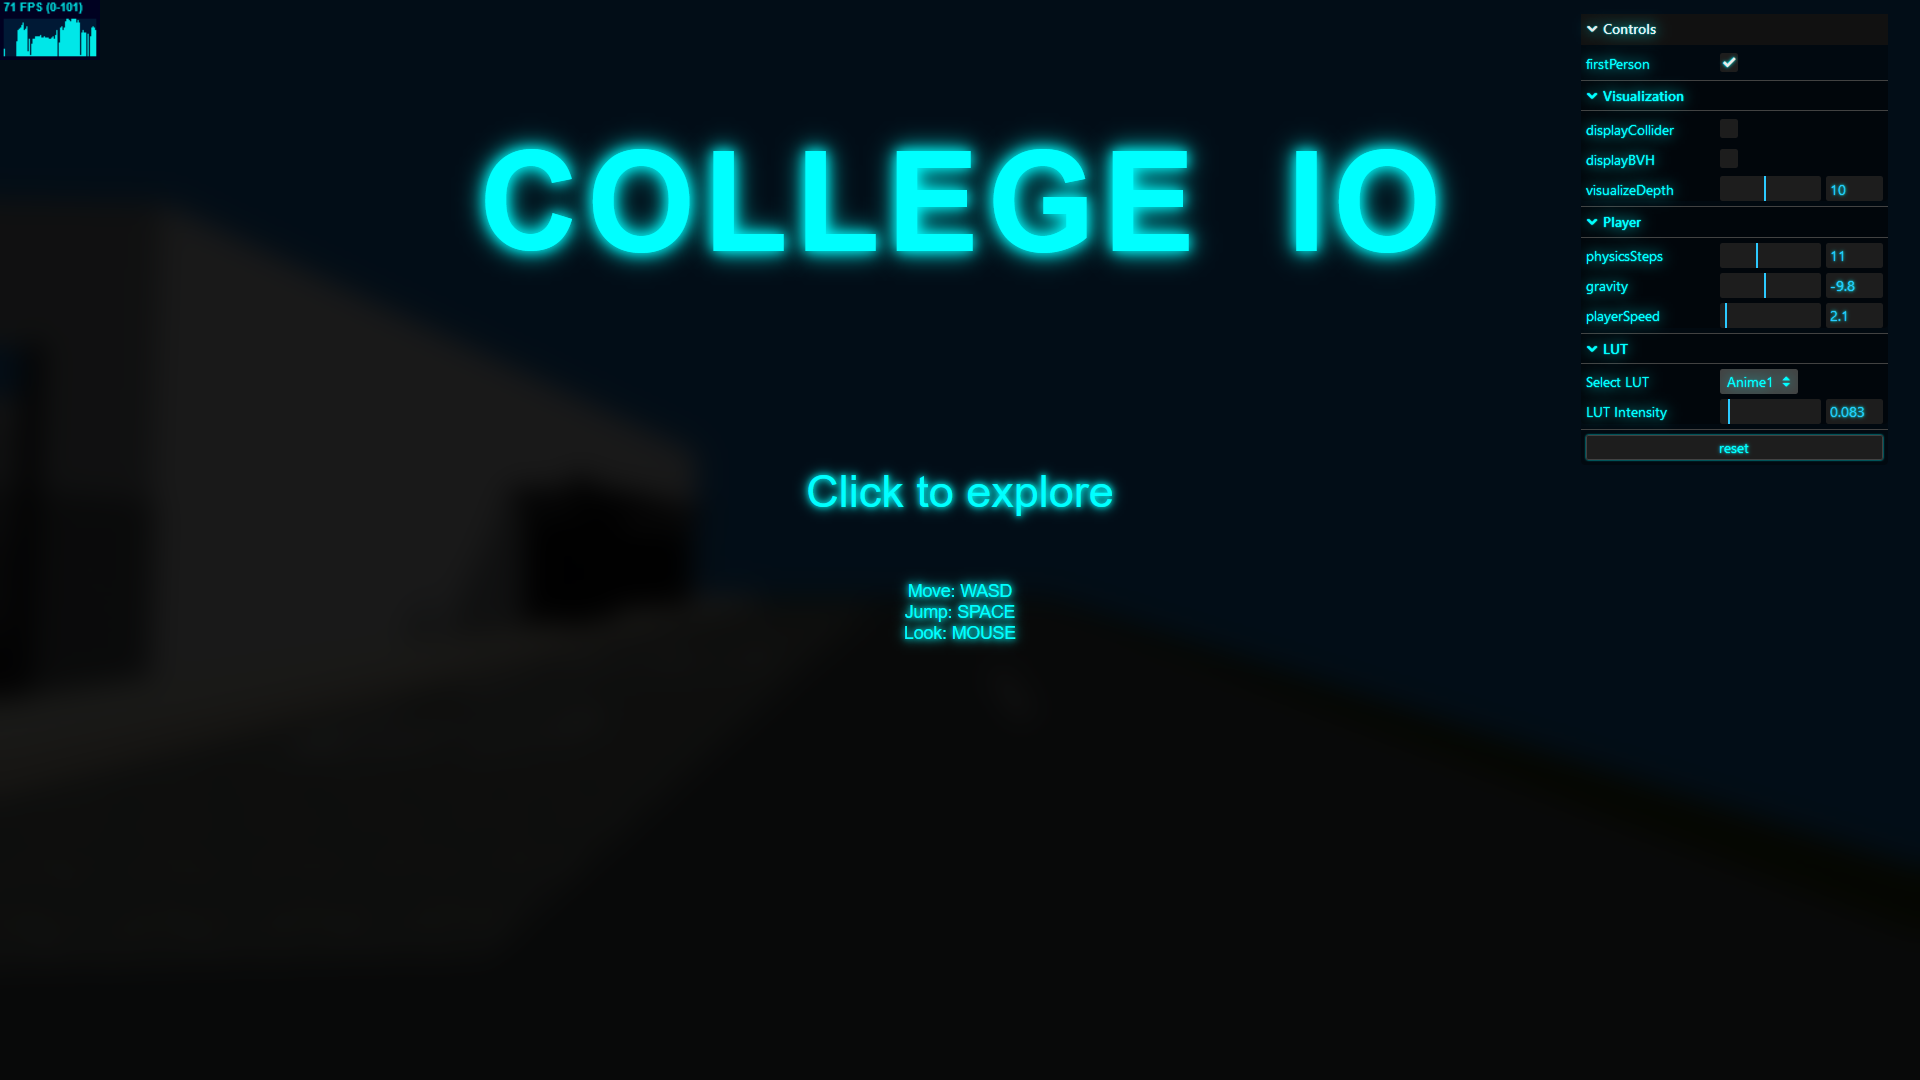 71 FPS (0-101)
COLLEGE IO
Click to explore
Move: WASD
Jump: SPACE
Look: MOUSE
Controls
firstPerson
Visualization
displayCollider
displayBVH
visualizeDepth 10
Player
physicsSteps 11
gravity -9.8
playerSpeed 2.1
LUT
Select LUT Anime1
LUT Intensity 0.083
reset